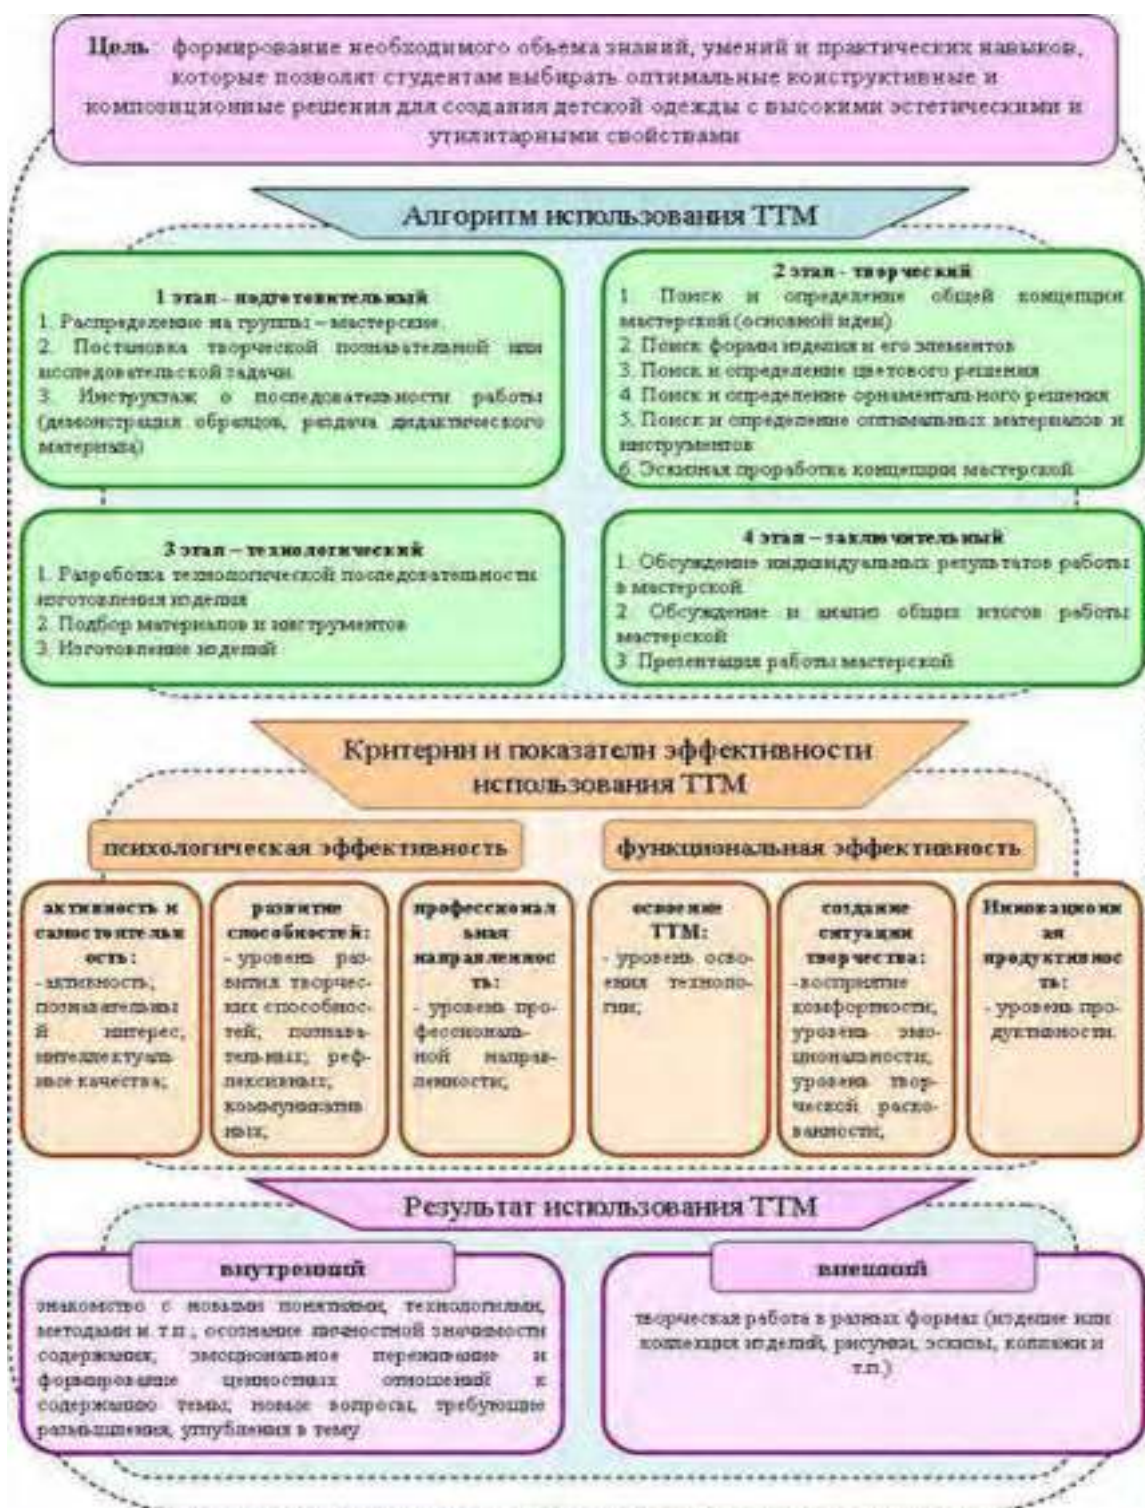 Цель формирование необходимого объема знаний, умений и практических навыков,
которые позволят студентам выбирать оптимальные конструктивные и
композиционные решения для создания детской одежды с высокими эстетическими и
утилитарными свойствами
Алгоритм использования ТТМ
1 этап - подготовительный
1. Распределение на группы – мастерские.
2. Постановка творческой познавательной или
исследовательской задачи.
3. Инструктаж о последовательности работы
(демонстрация образцов, раздача дидактического
материала)
2 этап - творческий
1. Поиск и определение общей концепции
мастерской (основной идеи)
2. Поиск формы изделия и его элементов
3. Поиск и определение цветового решения
4. Поиск и определение орнаментального решения
5. Поиск и определение оптимальных материалов и
инструментов
6. Эскизная проработка концепции мастерской
3 этап – технологический
1. Разработка технологической последовательности
изготовления изделия
2. Подбор материалов и инструментов
3. Изготовление изделий
4 этап – заключительный
1. Обсуждение индивидуальных результатов работы
в мастерской
2. Обсуждение и анализ общих итогов работы
мастерской
3. Презентация работы мастерской
Критерии и показатели эффективности
использования ТТМ
психологическая эффективность
функциональная эффективность
активность и
самостоятельн
ость:
- активность,
познавательны
й интерес,
интеллектуаль
ные качества;
развитие
способностей:
- уровень раз-
вития творчес-
ких способнос-
тей, познава-
тельных, реф-
лексивных,
коммуникатив
ных;
профессионал
ьная
направленнос
ть:
- уровень про-
фессиональ-
ной направ-
ленности;
освоение
ТТМ:
- уровень осво-
ения техноло-
гии;
создание
ситуации
творчества:
-восприятие
комфортности,
уровень эмо-
циональности,
уровень твор-
ческой раско-
ванности;
Инновационн
ая
продуктивнос
ть:
- уровень про-
дуктивности.
Результат использования ТТМ
внутренний
знакомство с новыми понятиями, технологиями,
методами и т.п., осознание личностной значимости
содержания; эмоциональное переживание и
формирование ценностных отношений к
содержанию темы; новые вопросы, требующие
размышления, углубления в тему
внешний
творческая работа в разных формах (изделие или
коллекция изделий, рисунки, эскизы, коллажи и
т.п.)